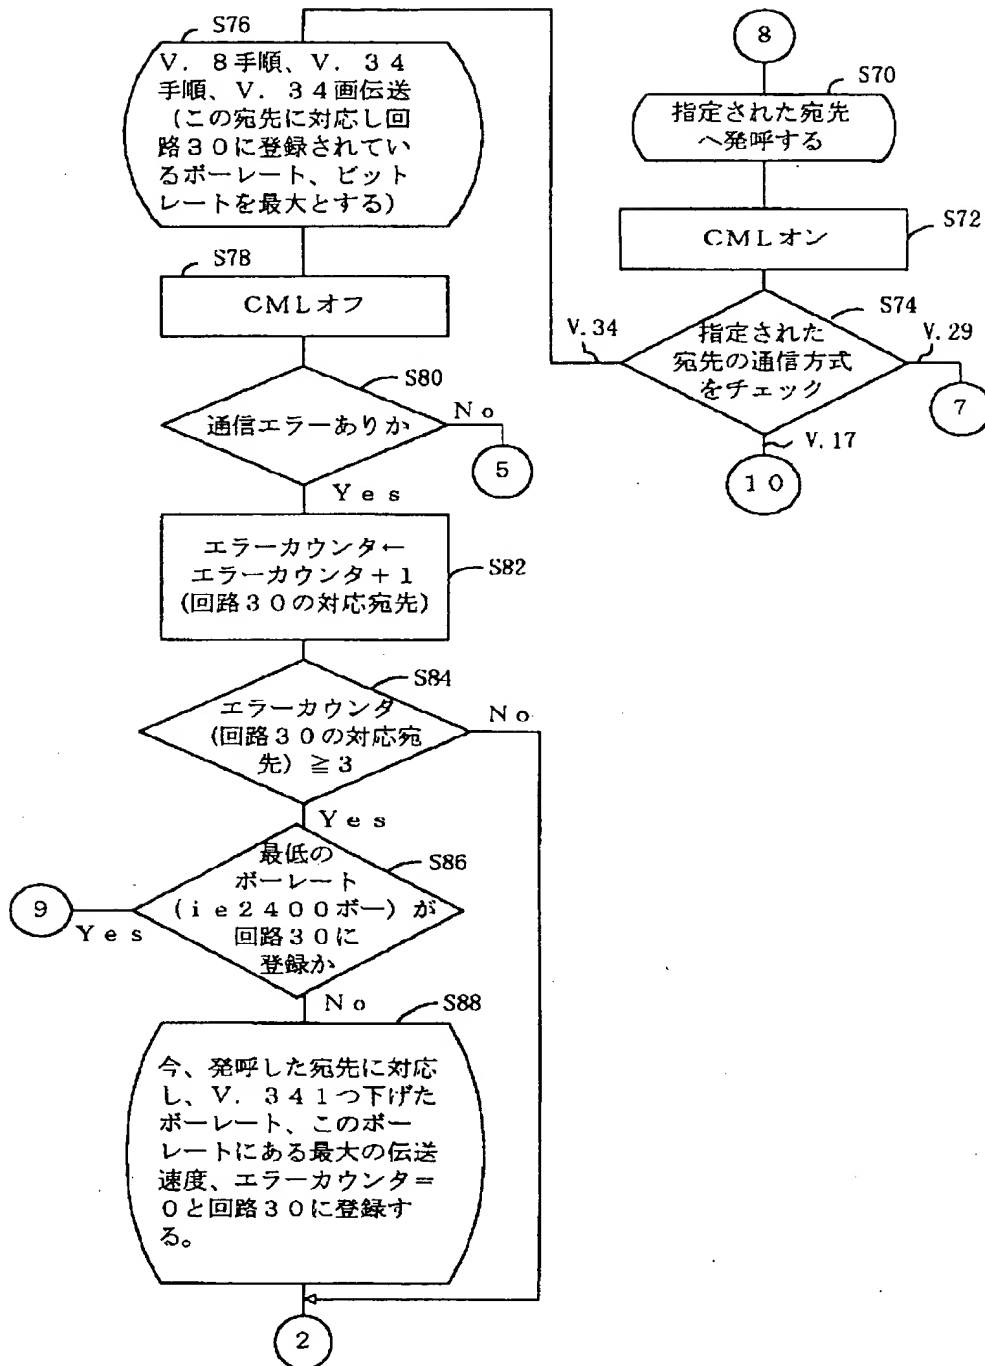 8
S70
指定された宛先
へ発呼する
S72
CMLオン
S74
指定された
宛先の通信方式
をチェック
V.34
V.29
7
V.17
10
S76
V.8手順、V.34
手順、V.34画伝送
(この宛先に対応し回
路30に登録されてい
るボーレート、ビット
レートを最大とする)
S78
CMLオフ
S80
通信エラーありか
No
5
Yes
エラーカウンタ←
エラーカウンタ+1
(回路30の対応宛先)
S82
S84
エラーカウンタ
(回路30の対応宛
先)≧3
No
Yes
S86
最低の
ボーレート
(ie2400ボー)が
回路30に
登録か
9
Yes
No
S88
今、発呼した宛先に対応
し、V.341つ下げた
ボーレート、このボー
レートにある最大の伝送
速度、エラーカウンタ=
0と回路30に登録す
る。
2